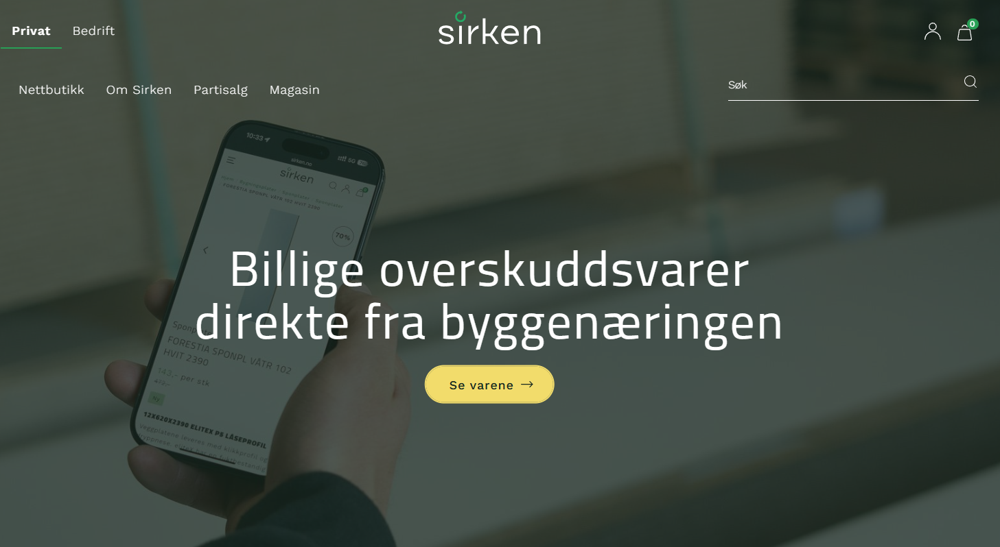 Privat Bedrift
sirken
0
Nettbutikk Om Sirken Partisalg Magasin
Søk
10:33
5G
sirken.no
sirken
FORESTIA SPONPL VÅTR 102 HVIT 2390
70%
Billige overskuddsvarer
direkte fra byggenæringen
Sponplater
FORESTIA SPONPL VÅTR 102
HVIT 2390
143,- per stk
Ny
Se varene
12X620X2390 ELITEX P6 LÅSEPROFIL
Veggplatene leveres med klikkprofil og